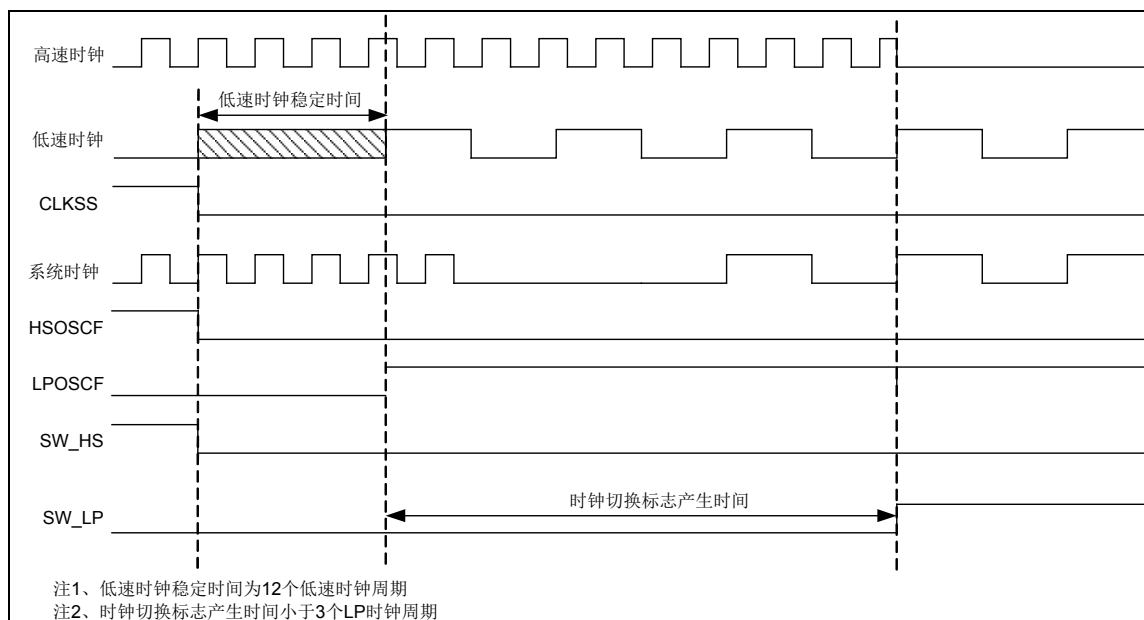 高速时钟
低速时钟稳定时间
低速时钟
CLKSS
系统时钟
HSOSCF
LPOSCF
SW_HS
时钟切换标志产生时间
SW_LP
注1、低速时钟稳定时间为12个低速时钟周期
注2、时钟切换标志产生时间小于3个LP时钟周期